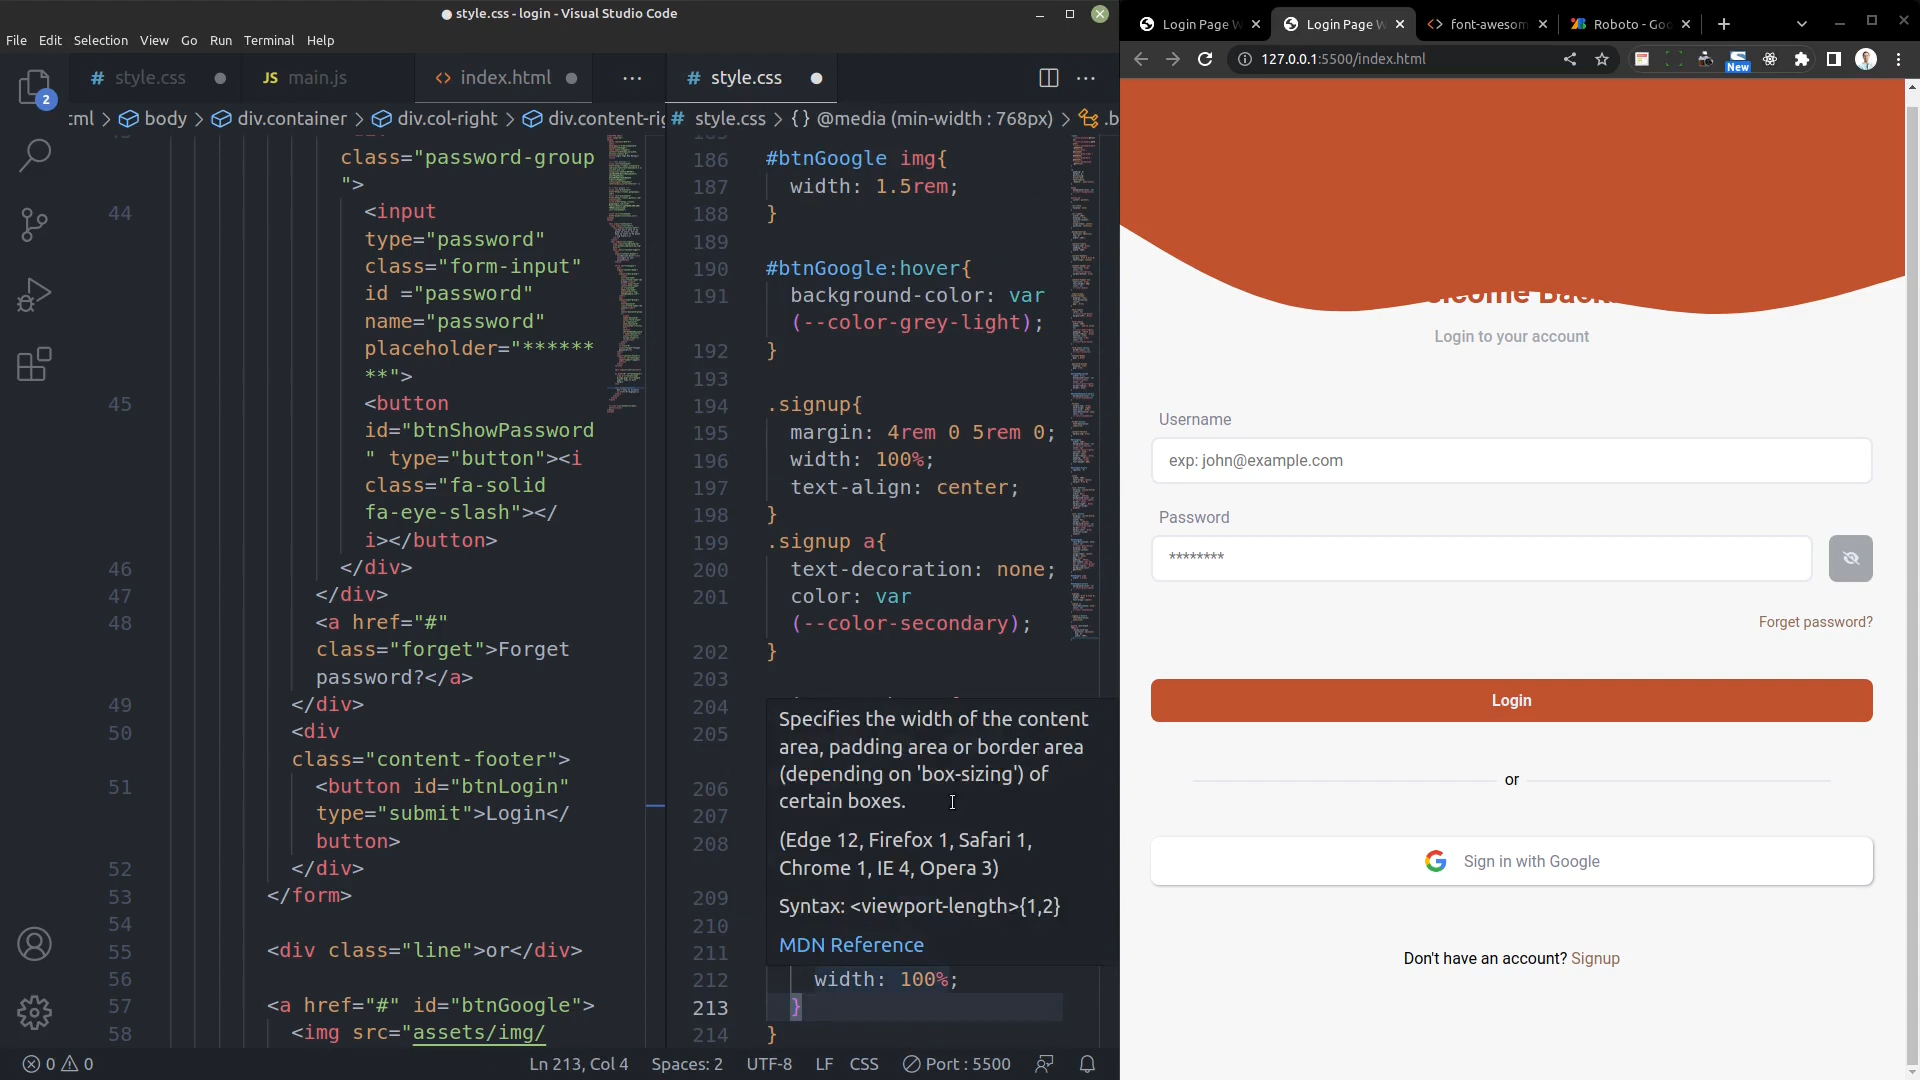 style.css - login - Visual Studio Code
File Edit Selection View Go Run Terminal Help
# style.css
JS main.js
<> index.html
...
# style.css
...
body > div.container > div.col-right > div.content-rig
# style.css > {} @media (min-width : 768px) > .b
2
class="password-group
">
44 <input
type="password"
class="form-input"
id ="password"
name="password"
placeholder="******
**">
45 <button
id="btnShowPassword
" type="button"><i
class="fa-solid
fa-eye-slash"></
i></button>
46 </div>
47 </div>
48 <a href="#"
class="forget">Forget
password?</a>
49 </div>
50 <div
class="content-footer">
51 <button id="btnLogin"
type="submit">Login</
button>
52 </div>
53 </form>
54
55 <div class="line">or</div>
56
57 <a href="#" id="btnGoogle">
58 <img src="assets/img/
186 #btnGoogle img{
187 width: 1.5rem;
188 }
189
190 #btnGoogle:hover{
191 background-color: var
(--color-grey-light);
192 }
193
194 .signup{
195 margin: 4rem 0 5rem 0;
196 width: 100%;
197 text-align: center;
198 }
199 .signup a{
200 text-decoration: none;
201 color: var
(--color-secondary);
202 }
203
204
205
206
207
208
209
210
211
212 width: 100%;
213 }
214 }
Specifies the width of the content
area, padding area or border area
(depending on 'box-sizing') of
certain boxes.
(Edge 12, Firefox 1, Safari 1,
Chrome 1, IE 4, Opera 3)
Syntax: <viewport-length>{1,2}
MDN Reference
0 0
Ln 213, Col 4 Spaces: 2 UTF-8 LF CSS Port : 5500
Login Page W
Login Page W
<> font-awesom
Roboto - Goo
127.0.0.1:5500/index.html
New
Login to your account
Username
exp: john@example.com
Password
********
Forget password?
Login
or
Sign in with Google
Don't have an account? Signup